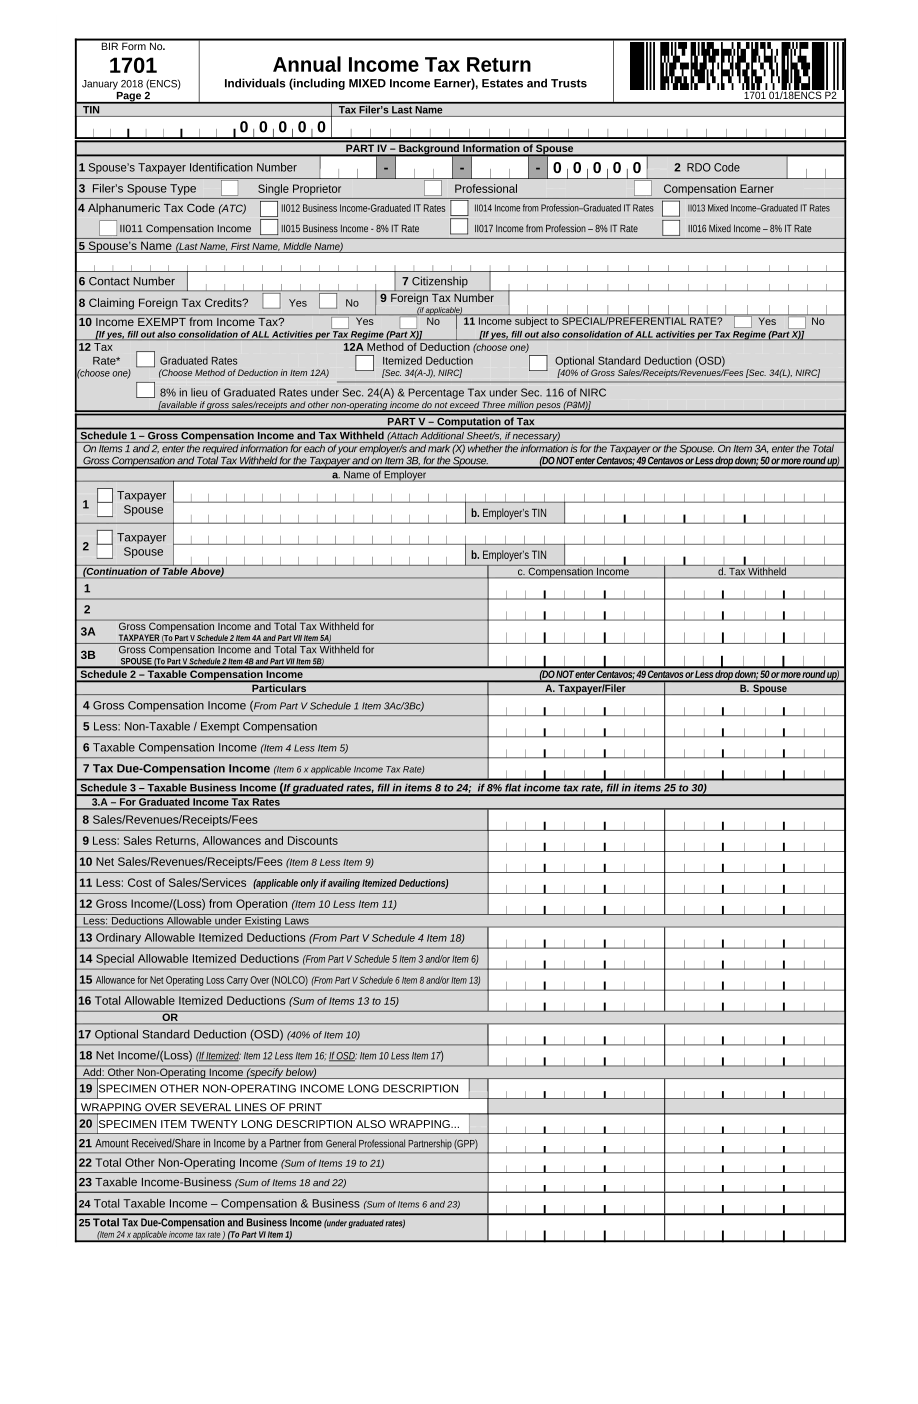 BIR Form No.
1701
January 2018 (ENCS)
Page 2
Annual Income Tax Return
Individuals (including MIXED Income Earner), Estates and Trusts
1701 01/18ENCS P2
TIN
Tax Filer's Last Name
0 0 0 0 0
PART IV – Background Information of Spouse
1 Spouse's Taxpayer Identification Number - - - 0 0 0 0 0 2 RDO Code
3 Filer's Spouse Type Single Proprietor Professional Compensation Earner
4 Alphanumeric Tax Code (ATC) II012 Business Income-Graduated IT Rates II014 Income from Profession–Graduated IT Rates II013 Mixed Income–Graduated IT Rates
II011 Compensation Income II015 Business Income - 8% IT Rate II017 Income from Profession – 8% IT Rate II016 Mixed Income – 8% IT Rate
5 Spouse's Name (Last Name, First Name, Middle Name)
6 Contact Number 7 Citizenship
8 Claiming Foreign Tax Credits? Yes No 9 Foreign Tax Number
(if applicable)
10 Income EXEMPT from Income Tax? Yes No 11 Income subject to SPECIAL/PREFERENTIAL RATE? Yes No
[If yes, fill out also consolidation of ALL Activities per Tax Regime (Part X)] [If yes, fill out also consolidation of ALL activities per Tax Regime (Part X)]
12 Tax 12A Method of Deduction (choose one)
Rate* Graduated Rates Itemized Deduction Optional Standard Deduction (OSD)
(choose one) (Choose Method of Deduction in Item 12A) [Sec. 34(A-J), NIRC] [40% of Gross Sales/Receipts/Revenues/Fees [Sec. 34(L), NIRC]
8% in lieu of Graduated Rates under Sec. 24(A) & Percentage Tax under Sec. 116 of NIRC
[available if gross sales/receipts and other non-operating income do not exceed Three million pesos (P3M)]
PART V – Computation of Tax
Schedule 1 – Gross Compensation Income and Tax Withheld (Attach Additional Sheet/s, if necessary)
On Items 1 and 2, enter the required information for each of your employer/s and mark (X) whether the information is for the Taxpayer or the Spouse. On Item 3A, enter the Total
Gross Compensation and Total Tax Withheld for the Taxpayer and on Item 3B, for the Spouse. (DO NOT enter Centavos; 49 Centavos or Less drop down; 50 or more round up)
a. Name of Employer
1 Taxpayer
Spouse b. Employer's TIN
2 Taxpayer
Spouse b. Employer's TIN
(Continuation of Table Above) c. Compensation Income d. Tax Withheld
1
2
3A Gross Compensation Income and Total Tax Withheld for
TAXPAYER (To Part V Schedule 2 Item 4A and Part VII Item 5A)
3B Gross Compensation Income and Total Tax Withheld for
SPOUSE (To Part V Schedule 2 Item 4B and Part VII Item 5B)
Schedule 2 – Taxable Compensation Income (DO NOT enter Centavos; 49 Centavos or Less drop down; 50 or more round up)
Particulars A. Taxpayer/Filer B. Spouse
4 Gross Compensation Income (From Part V Schedule 1 Item 3Ac/3Bc)
5 Less: Non-Taxable / Exempt Compensation
6 Taxable Compensation Income (Item 4 Less Item 5)
7 Tax Due-Compensation Income (Item 6 x applicable Income Tax Rate)
Schedule 3 – Taxable Business Income (If graduated rates, fill in items 8 to 24; if 8% flat income tax rate, fill in items 25 to 30)
3.A – For Graduated Income Tax Rates
8 Sales/Revenues/Receipts/Fees
9 Less: Sales Returns, Allowances and Discounts
10 Net Sales/Revenues/Receipts/Fees (Item 8 Less Item 9)
11 Less: Cost of Sales/Services (applicable only if availing Itemized Deductions)
12 Gross Income/(Loss) from Operation (Item 10 Less Item 11)
Less: Deductions Allowable under Existing Laws
13 Ordinary Allowable Itemized Deductions (From Part V Schedule 4 Item 18)
14 Special Allowable Itemized Deductions (From Part V Schedule 5 Item 3 and/or Item 6)
15 Allowance for Net Operating Loss Carry Over (NOLCO) (From Part V Schedule 6 Item 8 and/or Item 13)
16 Total Allowable Itemized Deductions (Sum of Items 13 to 15)
OR
17 Optional Standard Deduction (OSD) (40% of Item 10)
18 Net Income/(Loss) (If Itemized: Item 12 Less Item 16; If OSD: Item 10 Less Item 17)
Add: Other Non-Operating Income (specify below)
19 SPECIMEN OTHER NON-OPERATING INCOME LONG DESCRIPTION
WRAPPING OVER SEVERAL LINES OF PRINT
20 SPECIMEN ITEM TWENTY LONG DESCRIPTION ALSO WRAPPING...
21 Amount Received/Share in Income by a Partner from General Professional Partnership (GPP)
22 Total Other Non-Operating Income (Sum of Items 19 to 21)
23 Taxable Income-Business (Sum of Items 18 and 22)
24 Total Taxable Income – Compensation & Business (Sum of Items 6 and 23)
25 Total Tax Due-Compensation and Business Income (under graduated rates)
(Item 24 x applicable income tax rate ) (To Part VI Item 1)